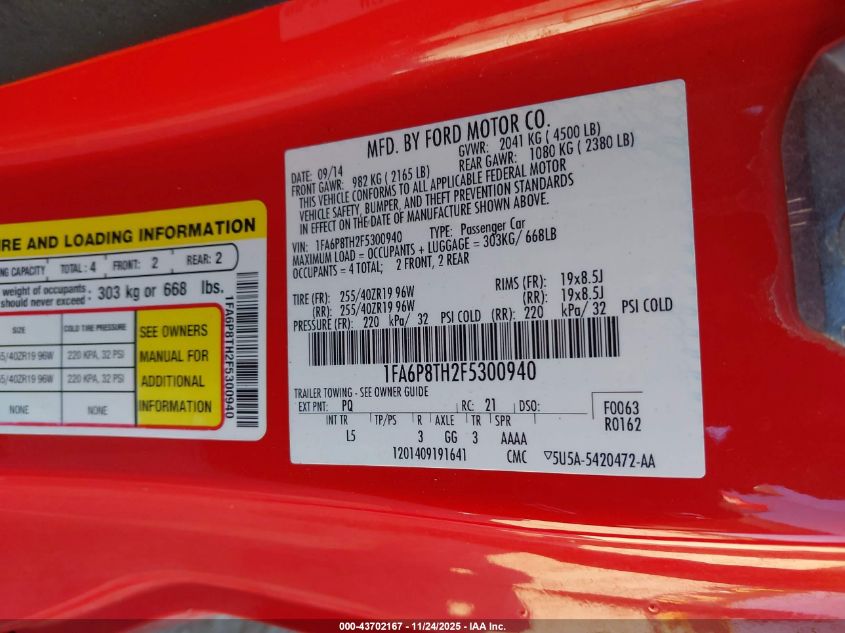 IRE AND LOADING INFORMATION
NG CAPACITY TOTAL: 4 FRONT: 2 REAR: 2
weight of occupants
should never exceed: 303 kg or 668 lbs.
SIZE COLD TIRE PRESSURE
5/40ZR19 96W 220 KPA, 32 PSI
5/40ZR19 96W 220 KPA, 32 PSI
NONE NONE
SEE OWNERS
MANUAL FOR
ADDITIONAL
INFORMATION
1FA6P8TH2F5300940
MFD. BY FORD MOTOR CO.
DATE: 09/14 GVWR: 2041 KG ( 4500 LB)
FRONT GAWR: 982 KG ( 2165 LB) REAR GAWR: 1080 KG ( 2380 LB)
THIS VEHICLE CONFORMS TO ALL APPLICABLE FEDERAL MOTOR
VEHICLE SAFETY, BUMPER, AND THEFT PREVENTION STANDARDS
IN EFFECT ON THE DATE OF MANUFACTURE SHOWN ABOVE.
VIN: 1FA6P8TH2F5300940 TYPE: Passenger Car
MAXIMUM LOAD = OCCUPANTS + LUGGAGE = 303KG/ 668LB
OCCUPANTS = 4 TOTAL; 2 FRONT, 2 REAR
TIRE (FR): 255/40ZR19 96W RIMS (FR): 19x8.5J
(RR): 255/40ZR19 96W (RR): 19x8.5J
PRESSURE (FR): 220 kPa/ 32 PSI COLD (RR): 220 kPa/ 32 PSI COLD
1FA6P8TH2F5300940
TRAILER TOWING - SEE OWNER GUIDE
EXT PNT: PQ RC: 21 DSO: F0063
R0162
INT TR TP/PS R AXLE TR SPR
L5 3 GG 3 AAAA
1201409191641 CMC ▽5U5A-5420472-AA
000-43702167 - 11/24/2025 - IAA Inc.